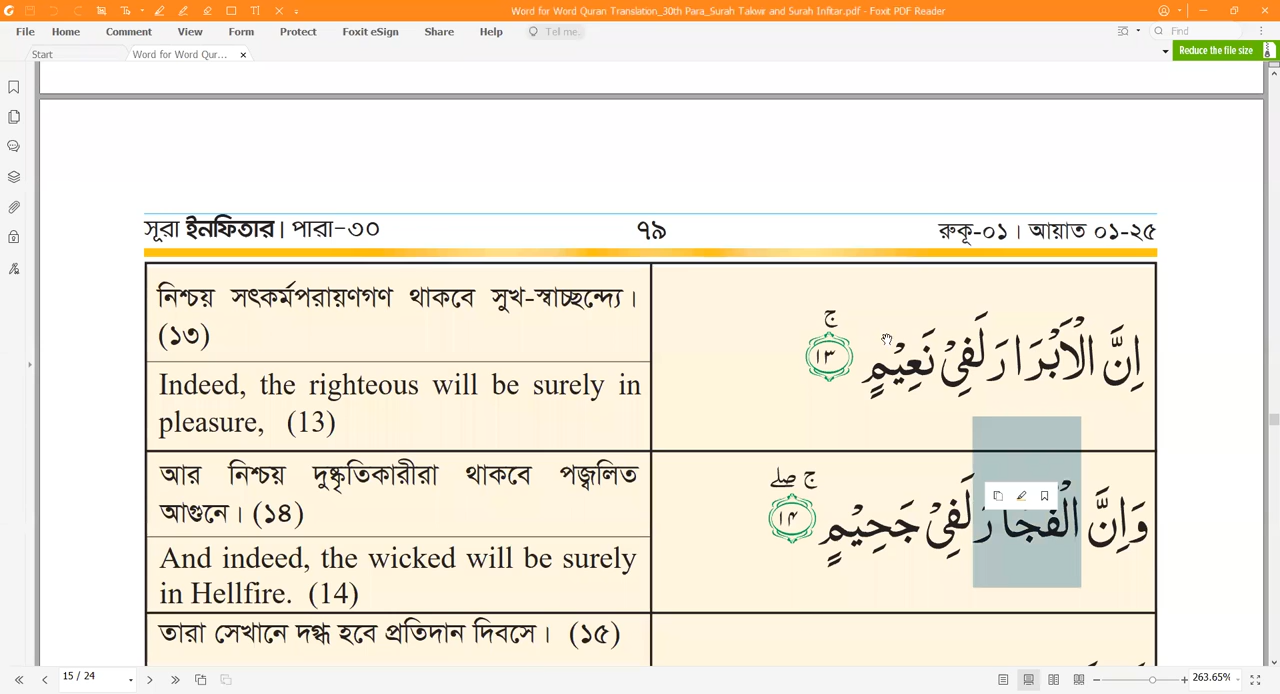 Word for Word Quran Translation_30th Para_Surah Takwr and Surah Infitar.pdf - Foxit PDF Reader
File Home Comment View Form Protect Foxit eSign Share Help Tell me. Find
Start Word for Word Qur... Reduce the file size
সূরা ইনফিতার। পারা-৩০ ৭৯ রুকূ-০১। আয়াত ০১-২৫
নিশ্চয় সৎকর্মপরায়ণগণ থাকবে সুখ-স্বাচ্ছন্দ্যে।
(১৩)
Indeed, the righteous will be surely in
pleasure, (13)
اِنَّ الْاَبْرَارَ لَفِيْ نَعِيْمٍ ۚ ١٣
আর নিশ্চয় দুষ্কৃতিকারীরা থাকবে প্রজ্বলিত
আগুনে। (১৪)
And indeed, the wicked will be surely
in Hellfire. (14)
وَاِنَّ الْفُجَّارَ لَفِيْ جَحِيْمٍ ۖۚ ١٤
তারা সেখানে দগ্ধ হবে প্রতিদান দিবসে। (১৫)
15 / 24 263.65%